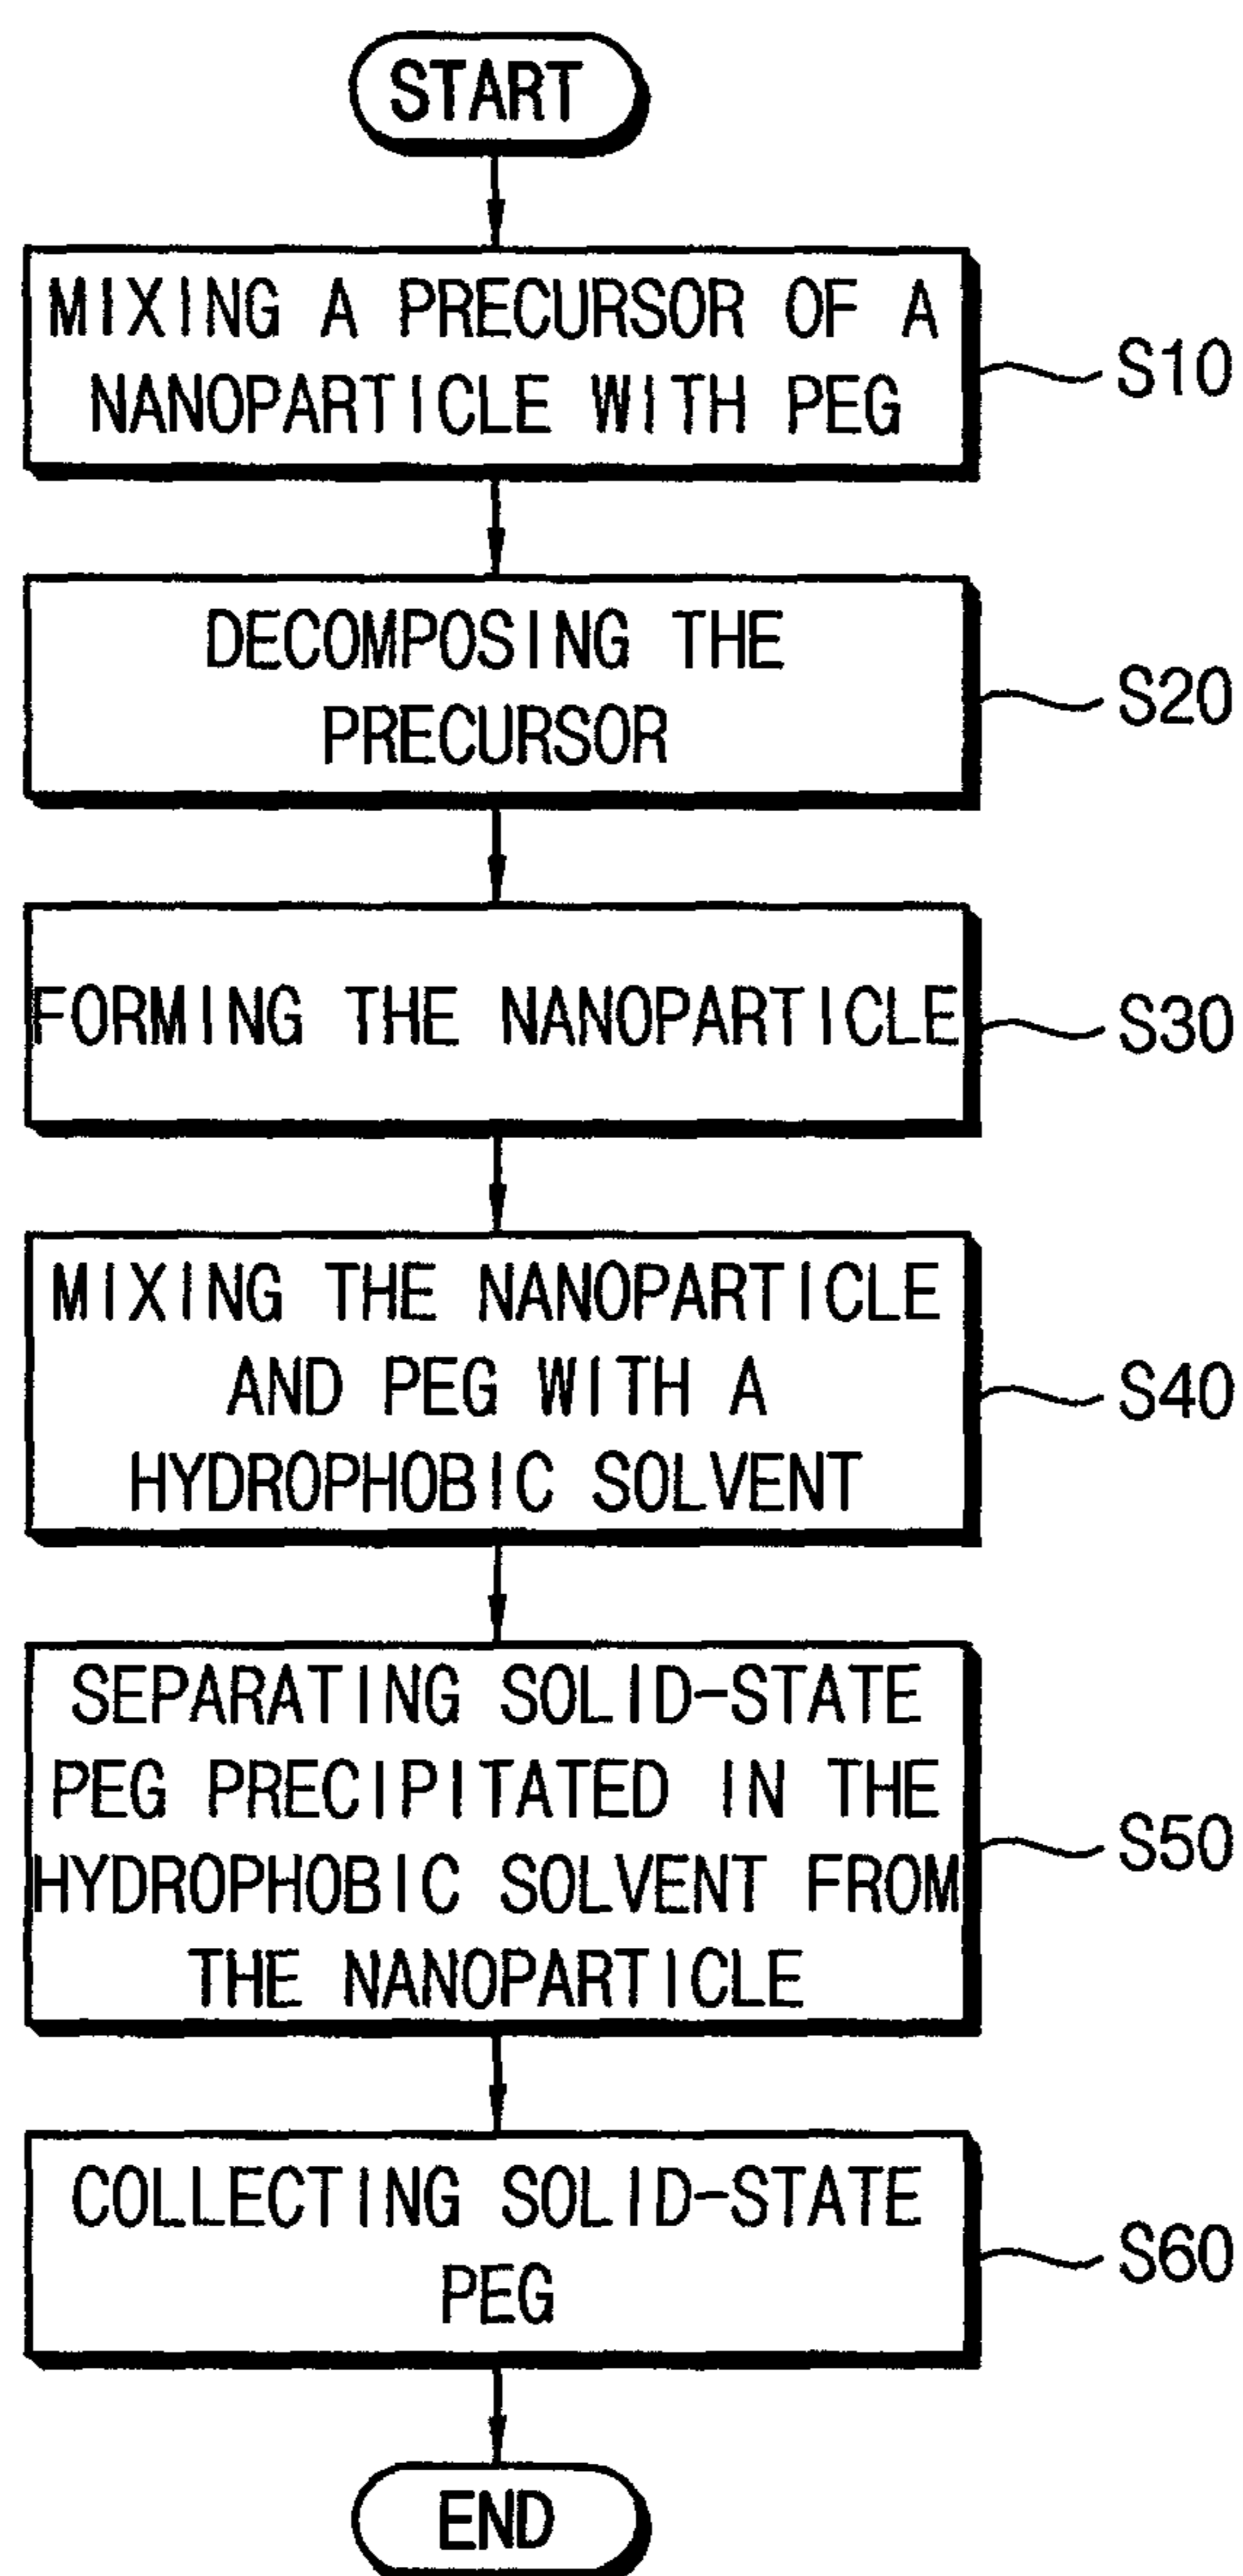 START
MIXING A PRECURSOR OF A
NANOPARTICLE WITH PEG
S10
DECOMPOSING THE
PRECURSOR
S20
FORMING THE NANOPARTICLE
S30
MIXING THE NANOPARTICLE
AND PEG WITH A
HYDROPHOBIC SOLVENT
S40
SEPARATING SOLID-STATE
PEG PRECIPITATED IN THE
HYDROPHOBIC SOLVENT FROM
THE NANOPARTICLE
S50
COLLECTING SOLID-STATE
PEG
S60
END